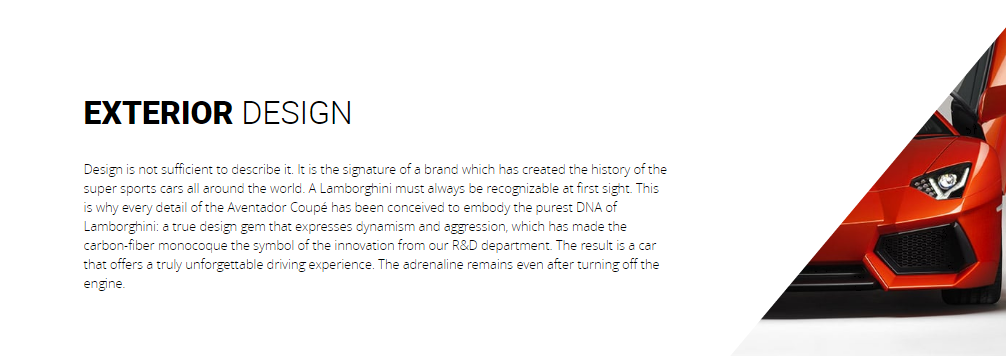 EXTERIOR DESIGN
Design is not sufficient to describe it. It is the signature of a brand which has created the history of the
super sports cars all around the world. A Lamborghini must always be recognizable at first sight. This
is why every detail of the Aventador Coupé has been conceived to embody the purest DNA of
Lamborghini: a true design gem that expresses dynamism and aggression, which has made the
carbon-fiber monocoque the symbol of the innovation from our R&D department. The result is a car
that offers a truly unforgettable driving experience. The adrenaline remains even after turning off the
engine.